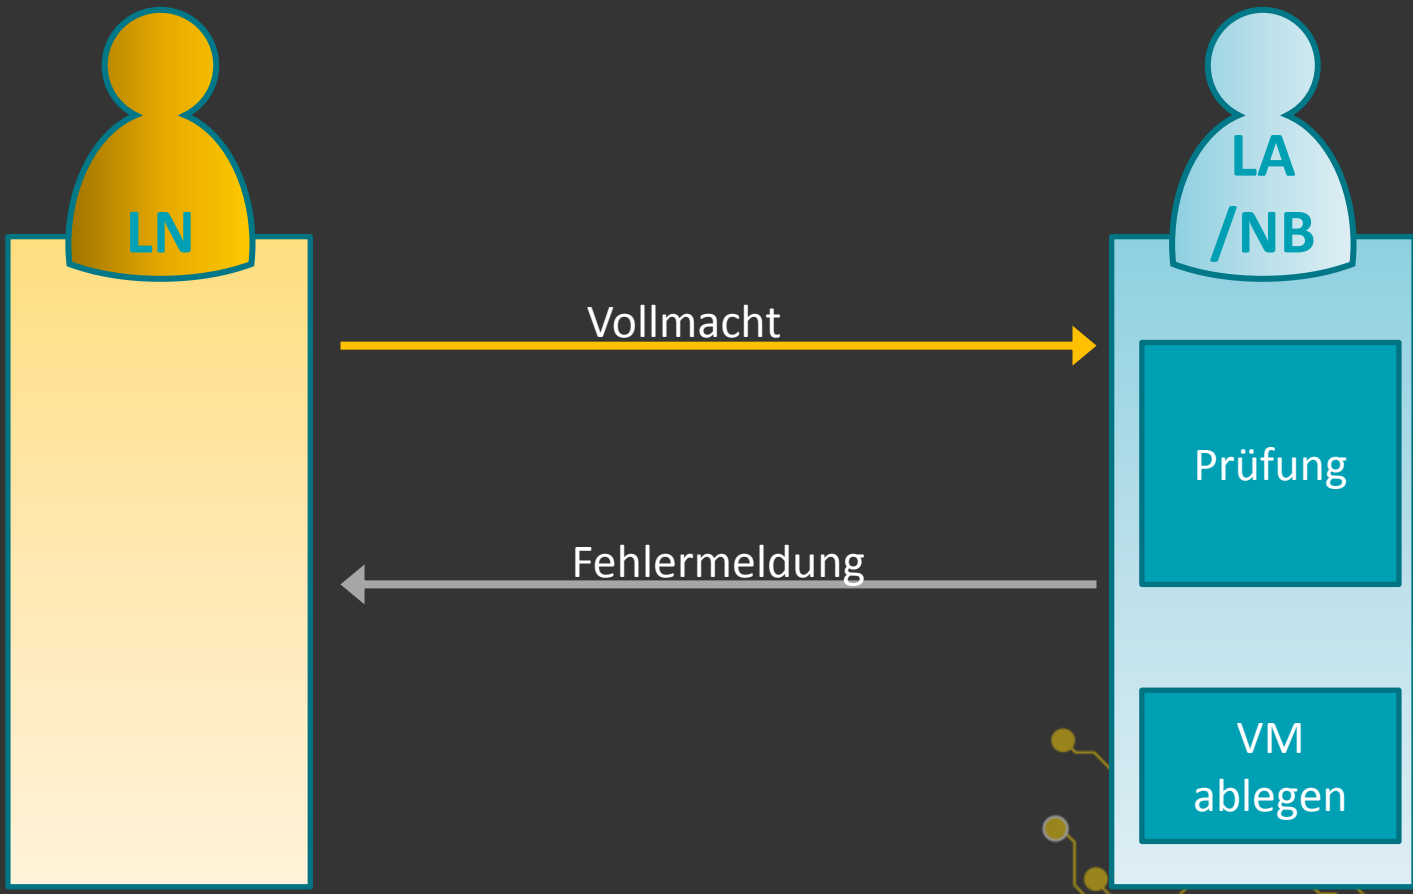 LN
LA
/NB
Vollmacht
Prüfung
Fehlermeldung
VM
ablegen